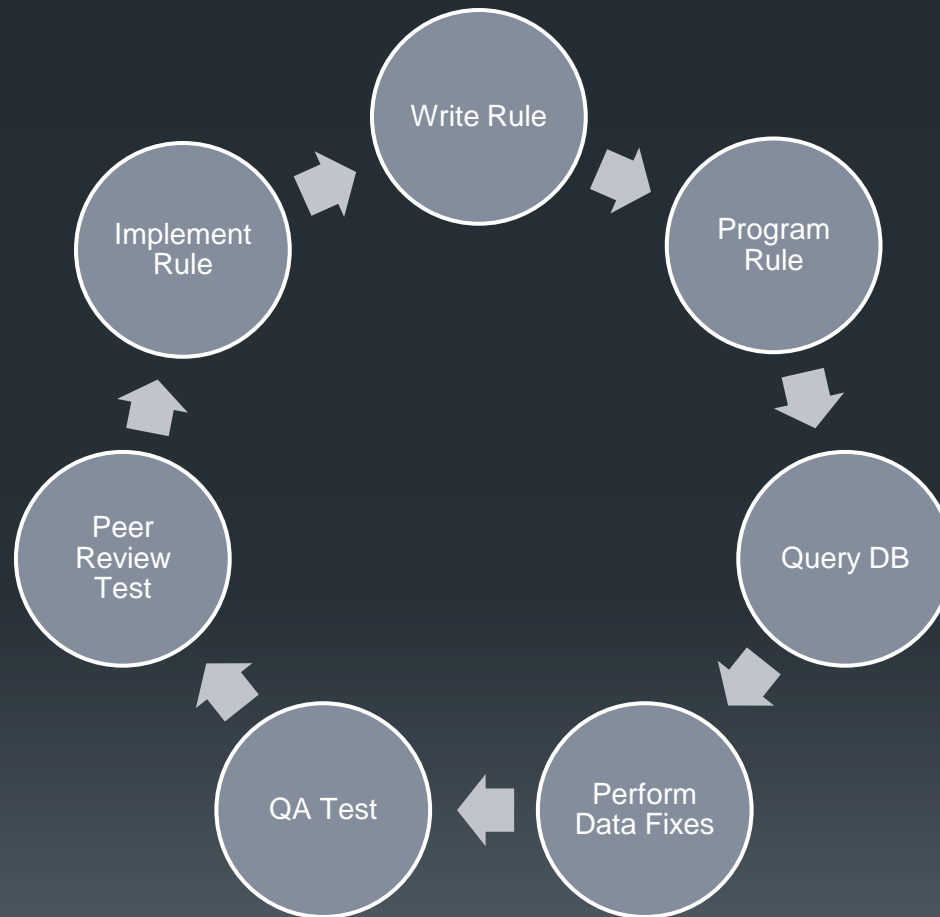 Write Rule
Program
Rule
Query DB
Perform
Data Fixes
QA Test
Peer
Review
Test
Implement
Rule